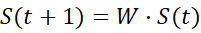 S(t + 1) = W · S(t)